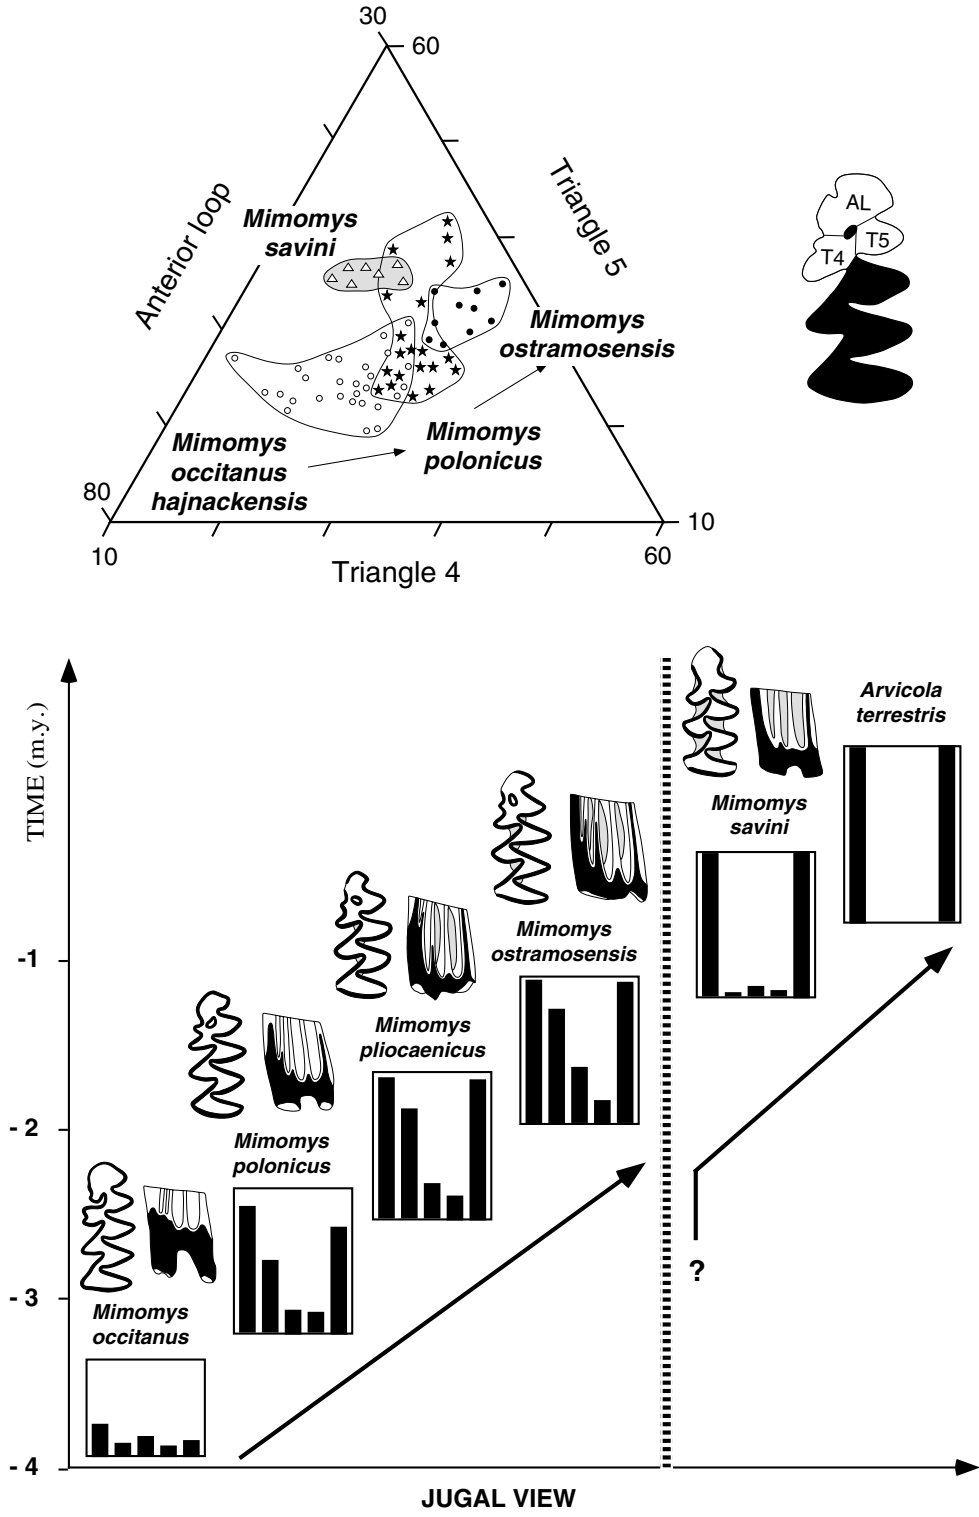 30
60
Anterior loop
Triangle 5
Mimomys
savini
AL
T5
T4
Mimomys
ostramosensis
Mimomys
occitanus
hajnackensis
Mimomys
polonicus
80
10
10
60
Triangle 4
TIME (m.y.)
Arvicola
terrestris
Mimomys
savini
Mimomys
ostramosensis
-1
Mimomys
pliocaenicus
- 2
Mimomys
polonicus
?
- 3
Mimomys
occitanus
- 4
JUGAL VIEW